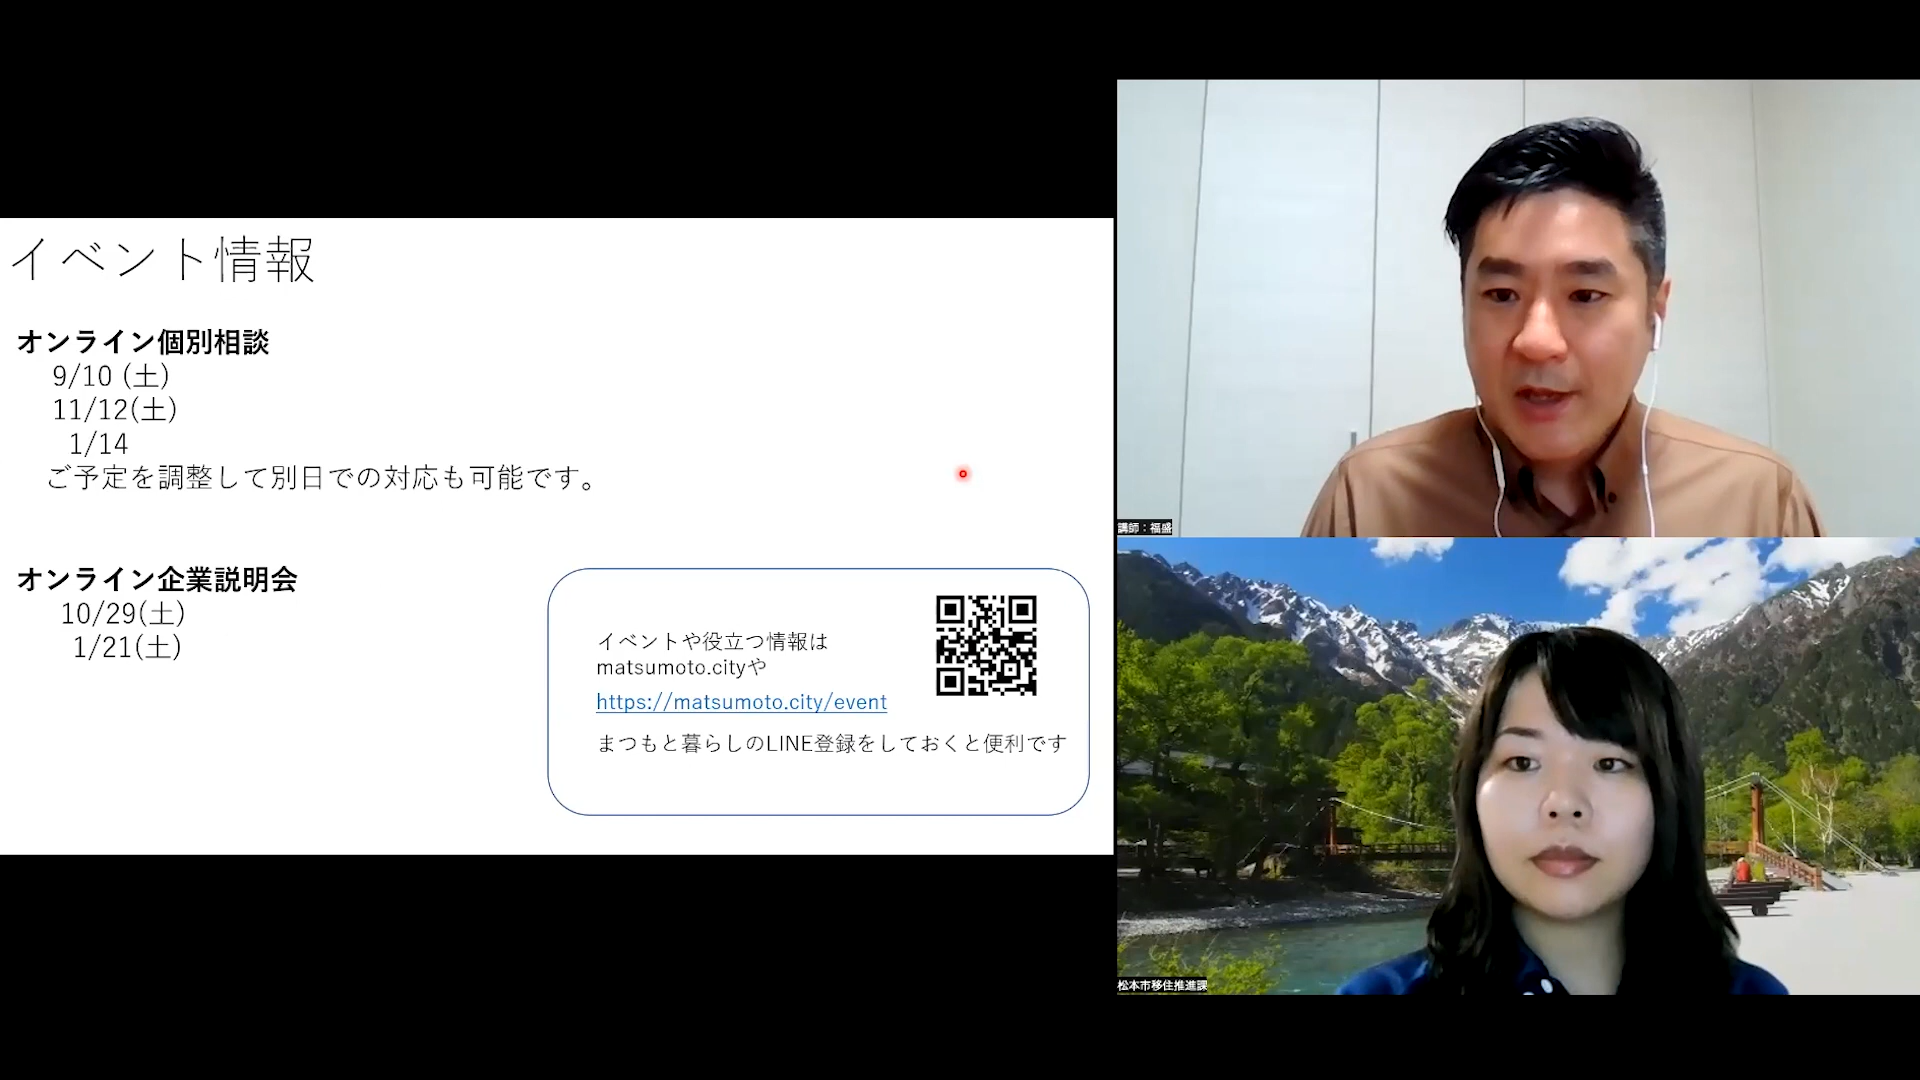 イベント情報
オンライン個別相談
9/10 (土)
11/12(土)
1/14
ご予定を調整して別日での対応も可能です。
オンライン企業説明会
10/29(土)
1/21(土)
イベントや役立つ情報は
matsumoto.cityや
https://matsumoto.city/event
まつもと暮らしのLINE登録をしておくと便利です
講師：福盛
松本市移住推進課